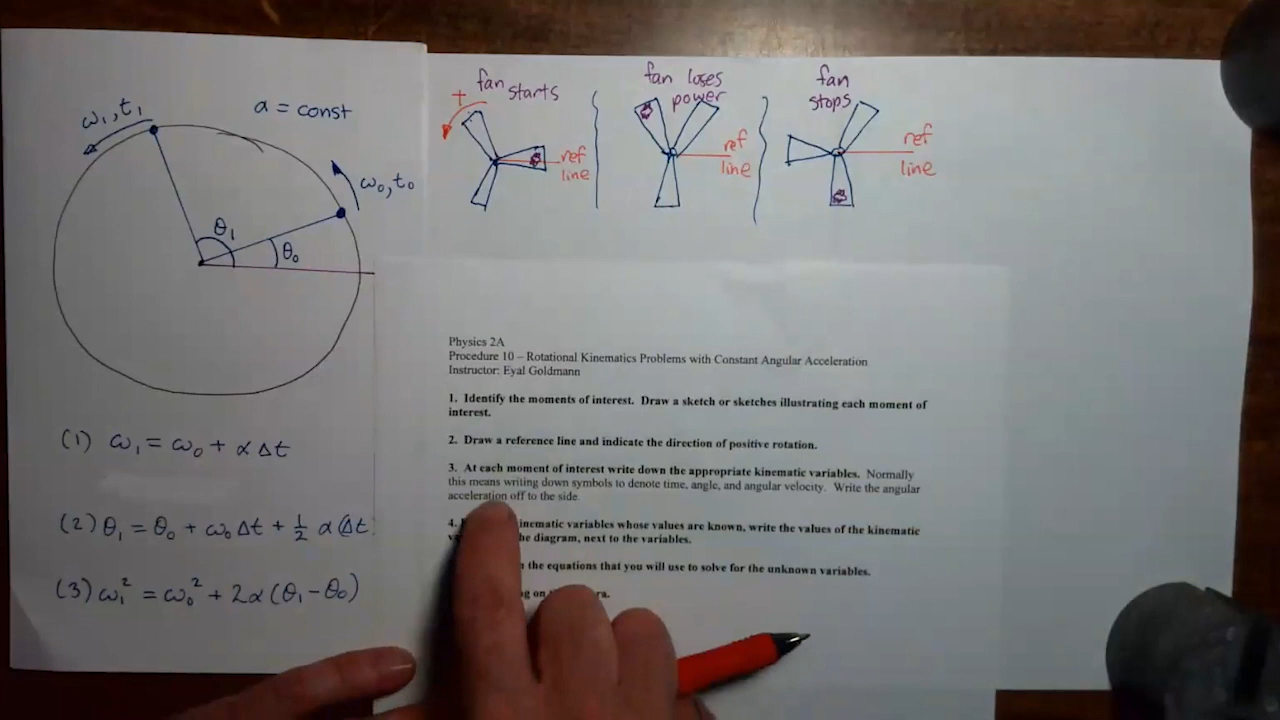 ω₁, t₁
α = const
ω₀, t₀
θ₁
θ₀
(1) ω₁ = ω₀ + α Δt
(2) θ₁ = θ₀ + ω₀ Δt + 1/2 α (Δt
(3) ω₁² = ω₀² + 2α (θ₁ - θ₀)
+
fan starts
ref
line
fan loses
power
ref
line
fan
stops
ref
line
Physics 2A
Procedure 10 – Rotational Kinematics Problems with Constant Angular Acceleration
Instructor: Eyal Goldmann
1. Identify the moments of interest. Draw a sketch or sketches illustrating each moment of
interest.
2. Draw a reference line and indicate the direction of positive rotation.
3. At each moment of interest write down the appropriate kinematic variables. Normally
this means writing down symbols to denote time, angle, and angular velocity. Write the angular
acceleration off to the side.
4. kinematic variables whose values are known, write the values of the kinematic
the diagram, next to the variables.
the equations that you will use to solve for the unknown variables.